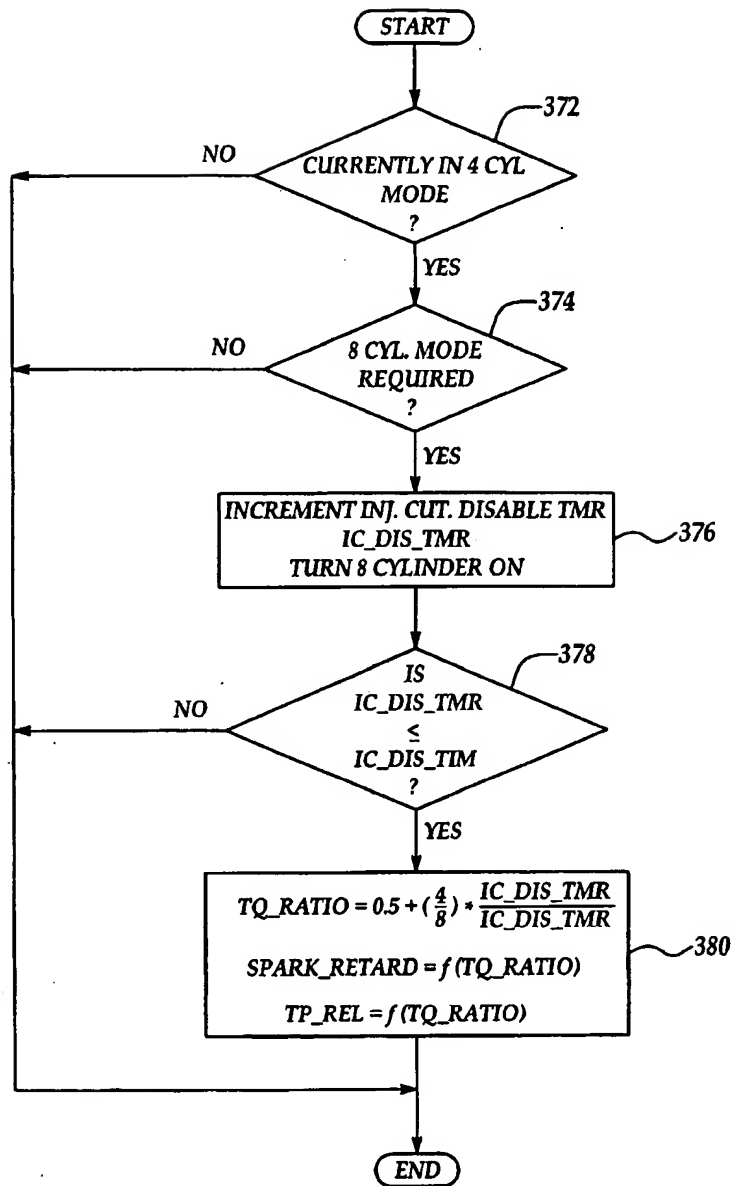 START
372
NO
CURRENTLY IN 4 CYL
MODE
?
YES
374
NO
8 CYL. MODE
REQUIRED
?
YES
INCREMENT INJ. CUT. DISABLE TMR
IC_DIS_TMR
TURN 8 CYLINDER ON
376
378
IS
IC_DIS_TMR
≤
IC_DIS_TIM
?
NO
YES
TQ_RATIO = 0.5 + (4/8) * IC_DIS_TMR/IC_DIS_TMR
SPARK_RETARD = f (TQ_RATIO)
TP_REL = f (TQ_RATIO)
380
END